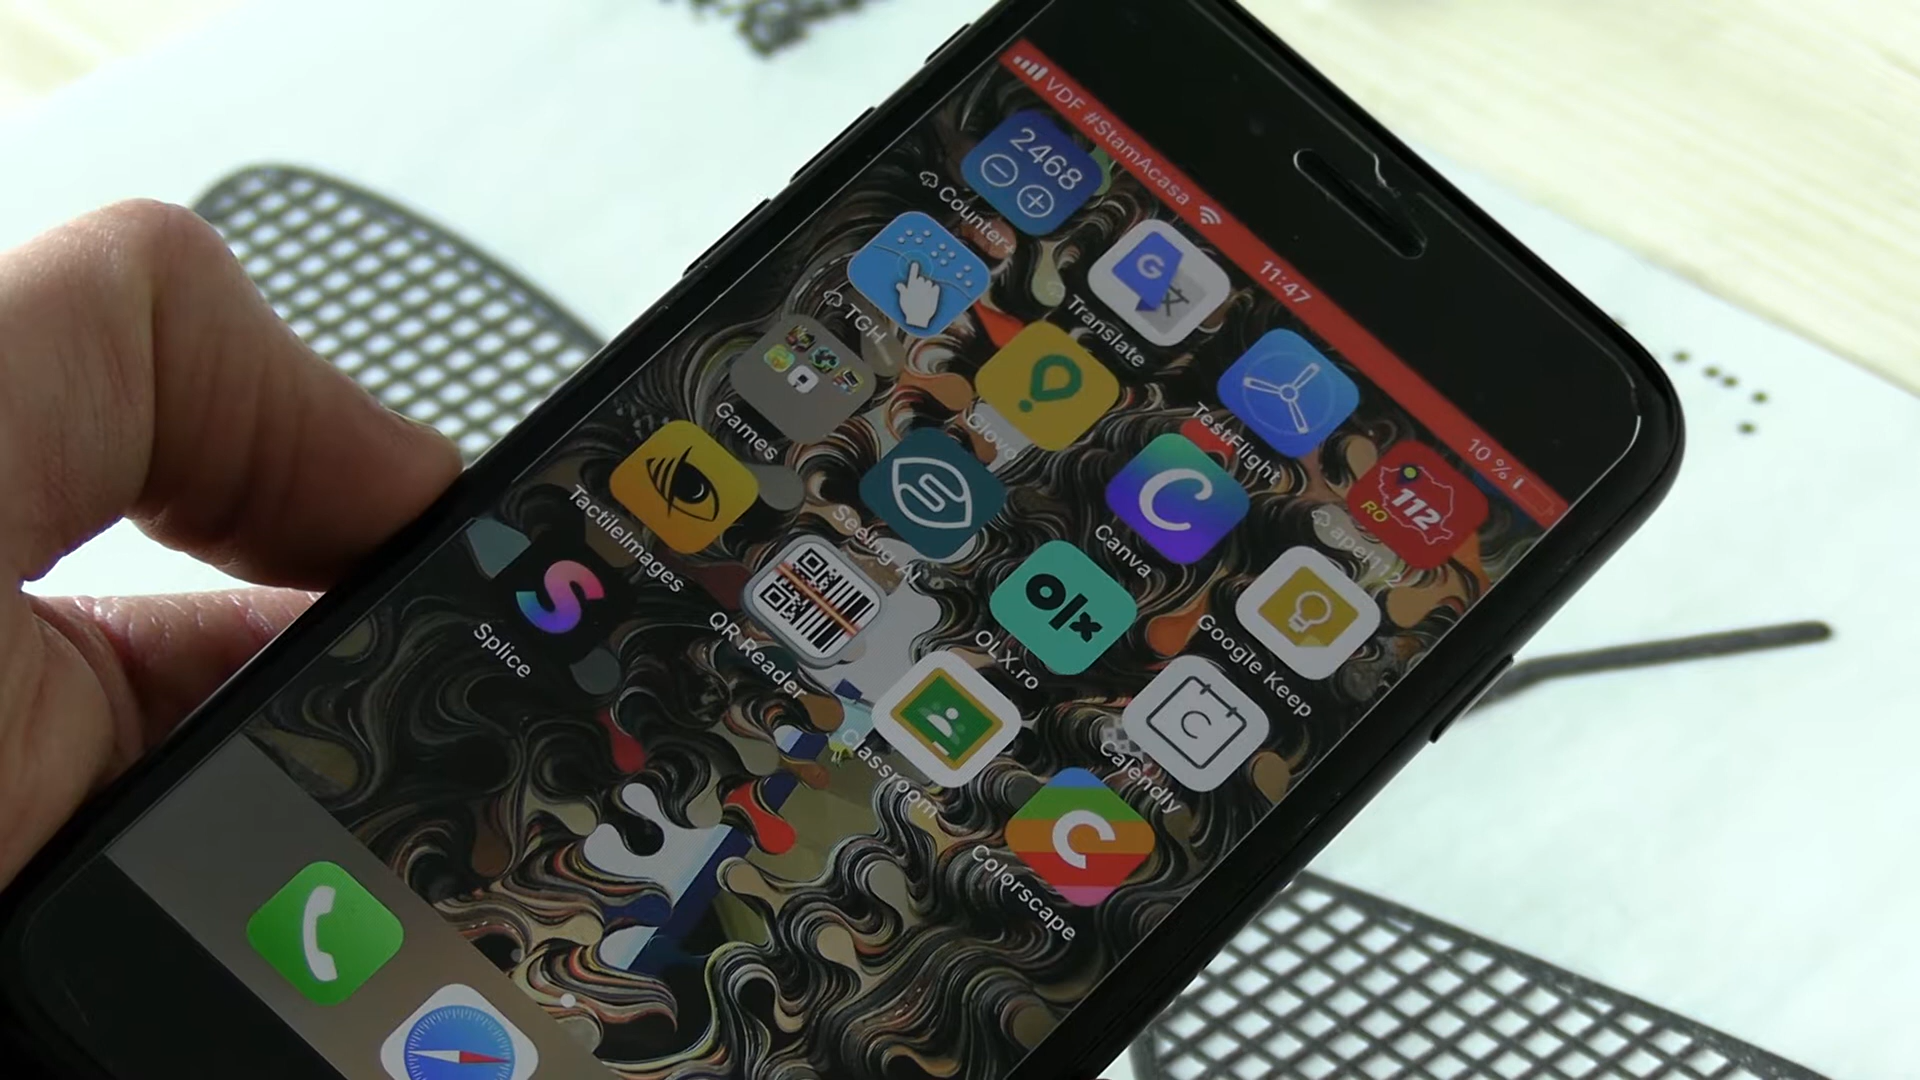 VDF #StamAcasa
11:47
10 %
2468
Counter+
Translate
TestFlight
RO
112
apel112
TGH
Glovo
C
Canva
Google Keep
Games
Seeing AI
olx
OLX.ro
C
Calendly
TactileImages
QR Reader
Classroom
C
Colorscape
S
Splice